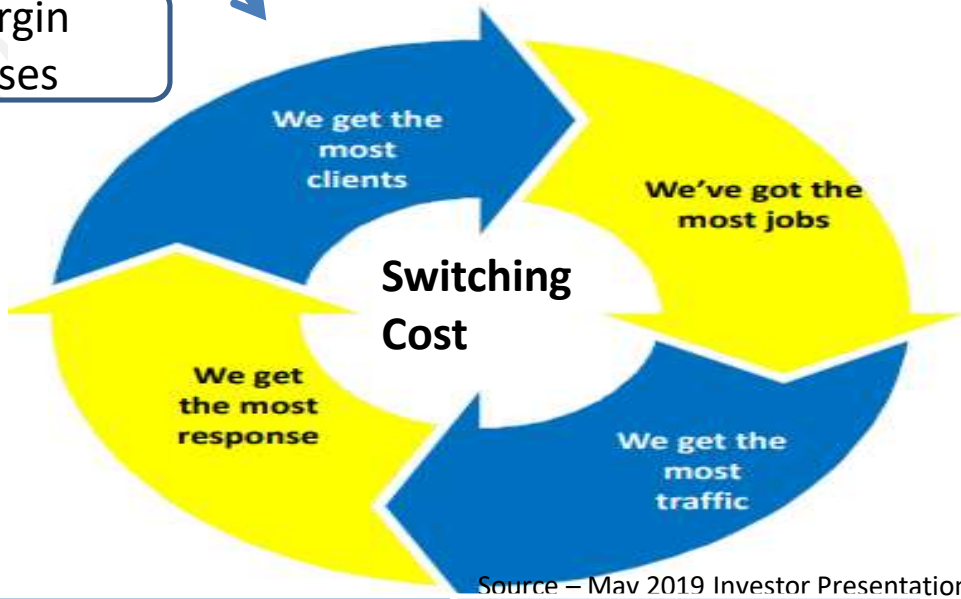 ses
We get the
most
clients
We've got the
most jobs
Switching
Cost
We get
the most
response
We get the
most
traffic
Source – May 2019 Investor Presentation